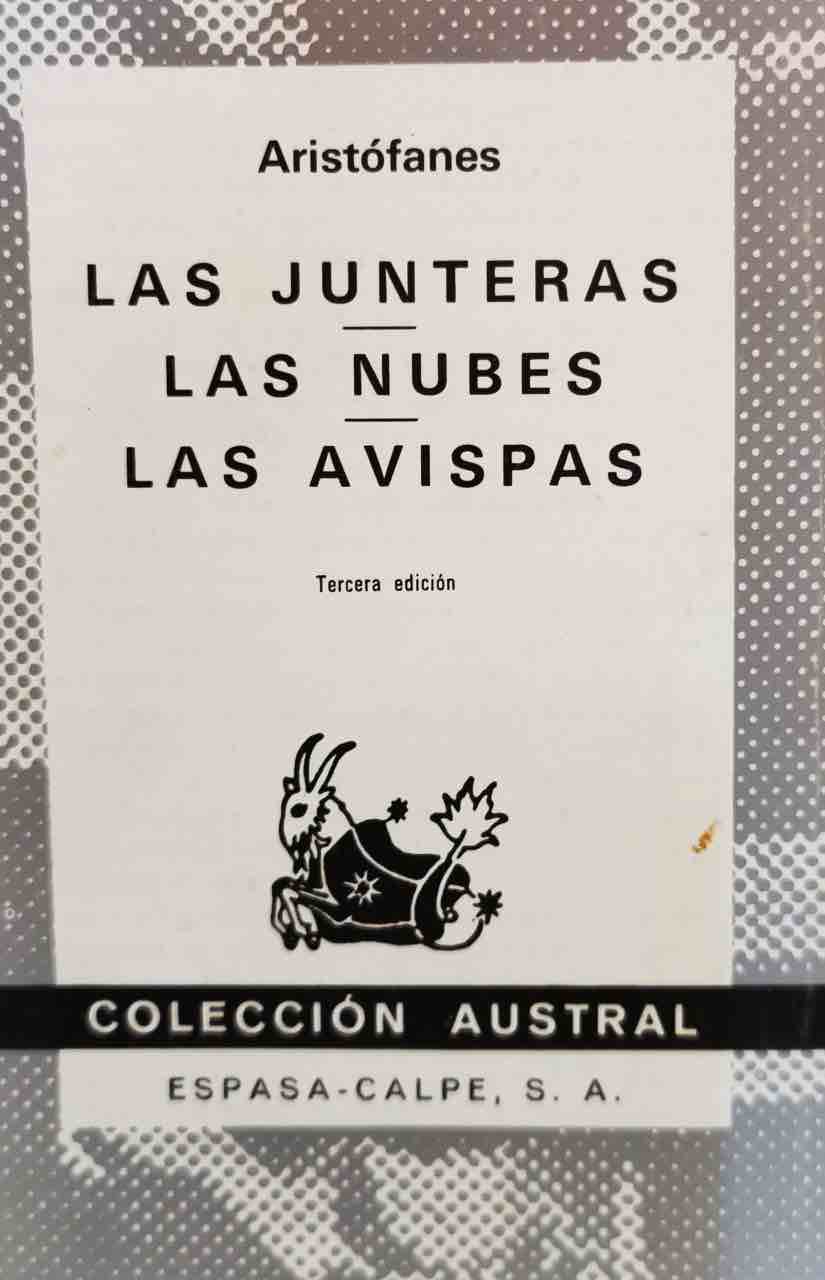 Aristófanes
LAS JUNTERAS
LAS NUBES
LAS AVISPAS
Tercera edición
COLECCIÓN AUSTRAL
ESPASA-CALPE, S. A.